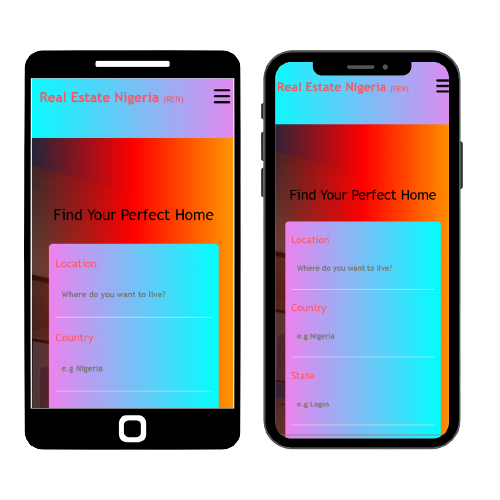 Real Estate Nigeria (REN)
Find Your Perfect Home
Location
Where do you want to live?
Country
e.g Nigeria
Real Estate Nigeria (REN)
Find Your Perfect Home
Location
Where do you want to live?
Country
e.g Nigeria
State
e.g Lagos